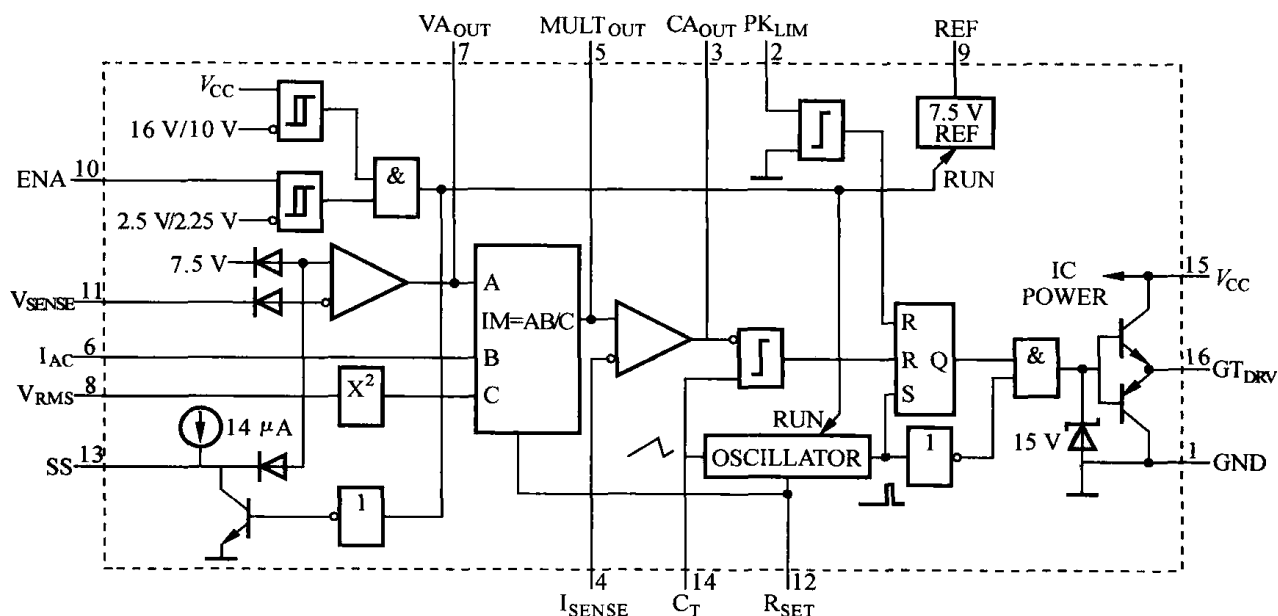 VA_OUT MULT_OUT CA_OUT PK_LIM REF
7 5 3 2 9
V_CC
16 V/10 V
7.5 V
REF
ENA 10
&
RUN
2.5 V/2.25 V
7.5 V
IC
POWER
15 V_CC
V_SENSE 11
A
IM=AB/C
R
I_AC 6
B
R Q
&
16 GT_DRV
V_RMS 8
X²
C
S
14 μA
RUN
15 V
SS 13
OSCILLATOR
1
1 GND
1
4 14 12
I_SENSE C_T R_SET